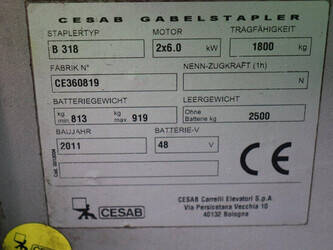 CESAB GABELSTAPLER
STAPLERTYP MOTOR TRAGFÄHIGKEIT
B 318 2x6.0 kW 1800 kg
FABRIK N° NENN-ZUGKRAFT (1h)
CE360819 N
BATTERIEGEWICHT LEERGEWICHT
kg min. 813 kg max 919 Ohne Batterie kg 2500
BAUJAHR BATTERIE-V
2011 48 V
CE
CESAB
CESAB Carrelli Elevatori S.p.A
Via Persicetana Vecchia 10
40132 Bologna
CESAB